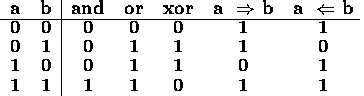 a b and or xor a ⇒ b a ⇐ b
0 0 0 0 0 1 1
0 1 0 1 1 1 0
1 0 0 1 1 0 1
1 1 1 1 0 1 1